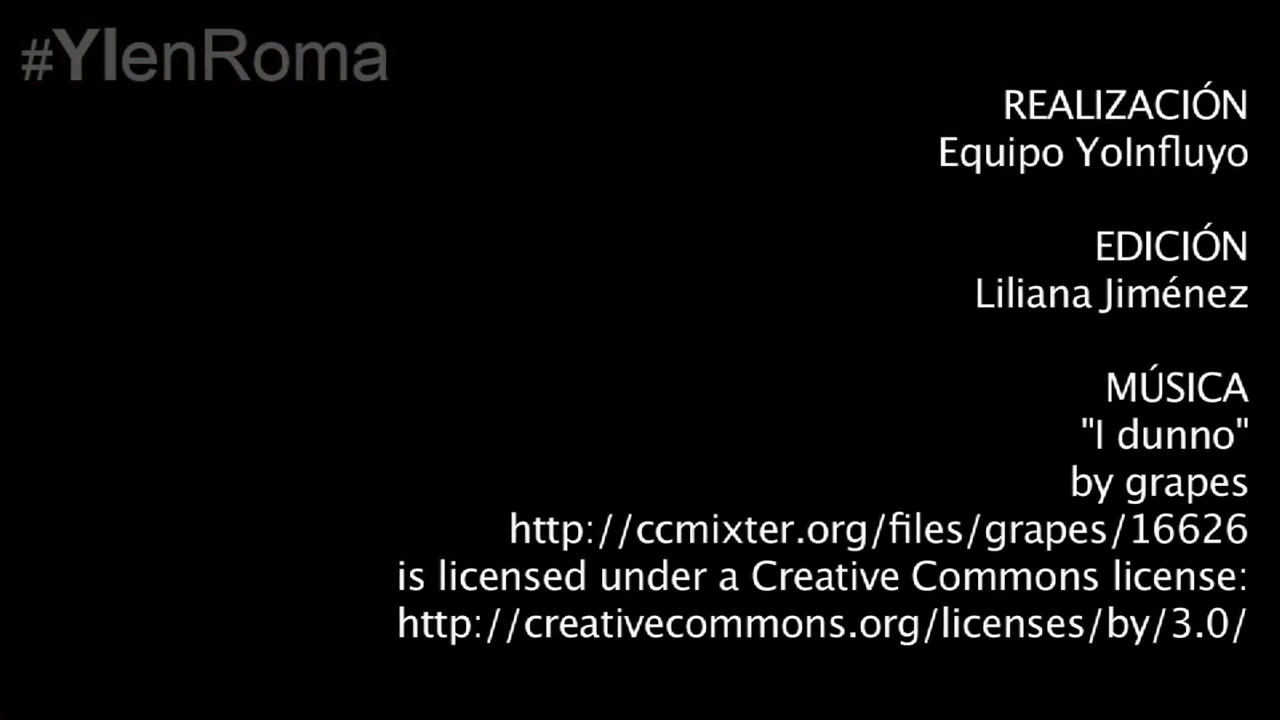 #YIenRoma
REALIZACIÓN
Equipo YoInfluyo
EDICIÓN
Liliana Jiménez
MÚSICA
"I dunno"
by grapes
http://ccmixter.org/files/grapes/16626
is licensed under a Creative Commons license:
http://creativecommons.org/licenses/by/3.0/